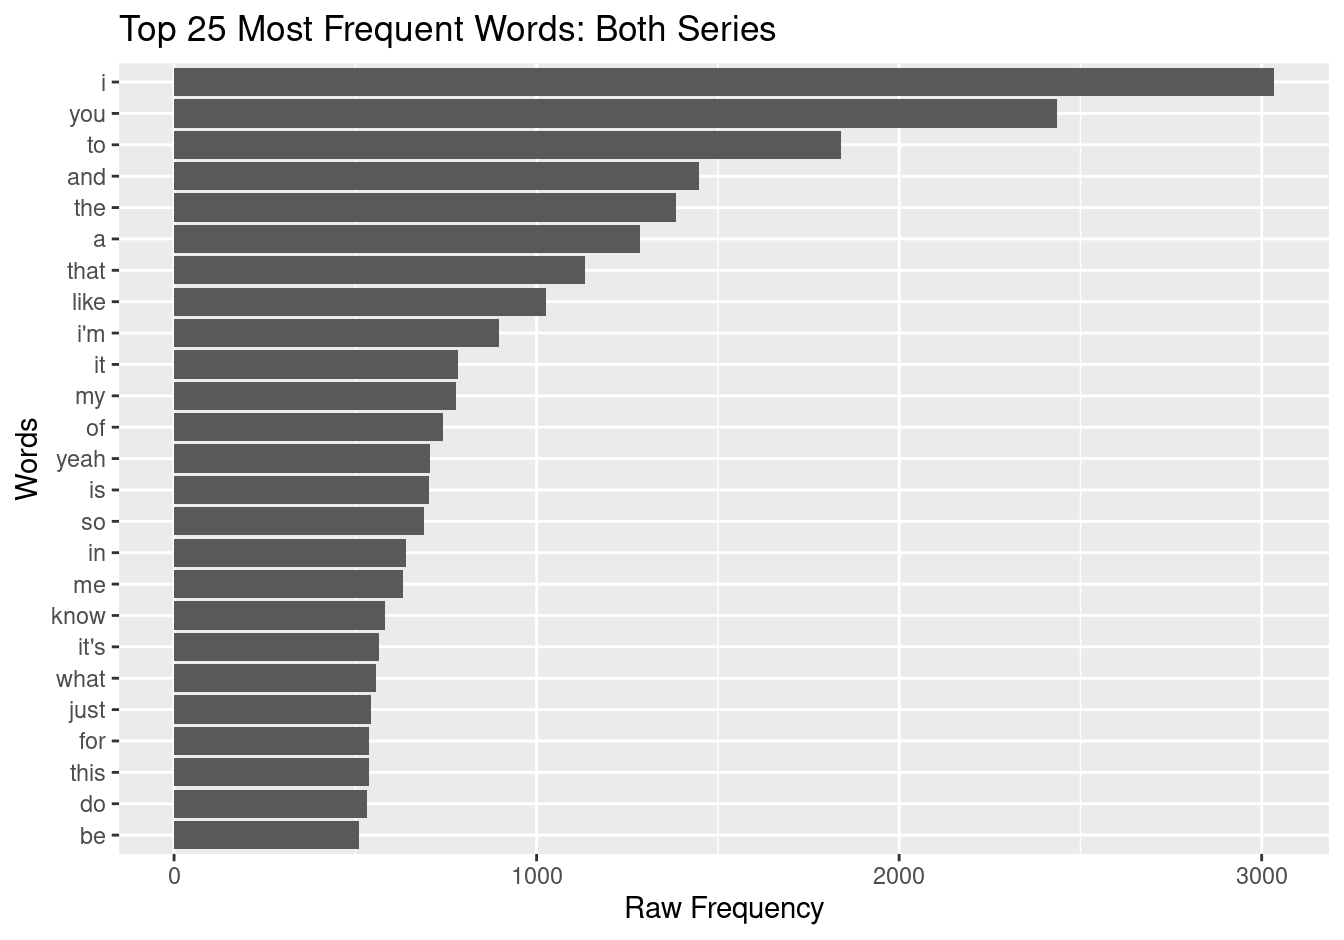 Top 25 Most Frequent Words: Both Series
i
you
to
and
the
a
that
like
i'm
it
my
of
yeah
is
so
in
me
know
it's
what
just
for
this
do
be
Words
0 1000 2000 3000
Raw Frequency